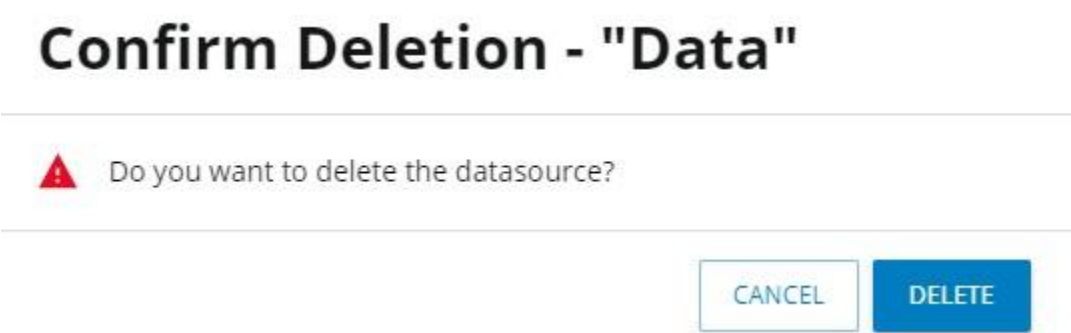 Confirm Deletion - "Data"
Do you want to delete the datasource?
CANCEL DELETE